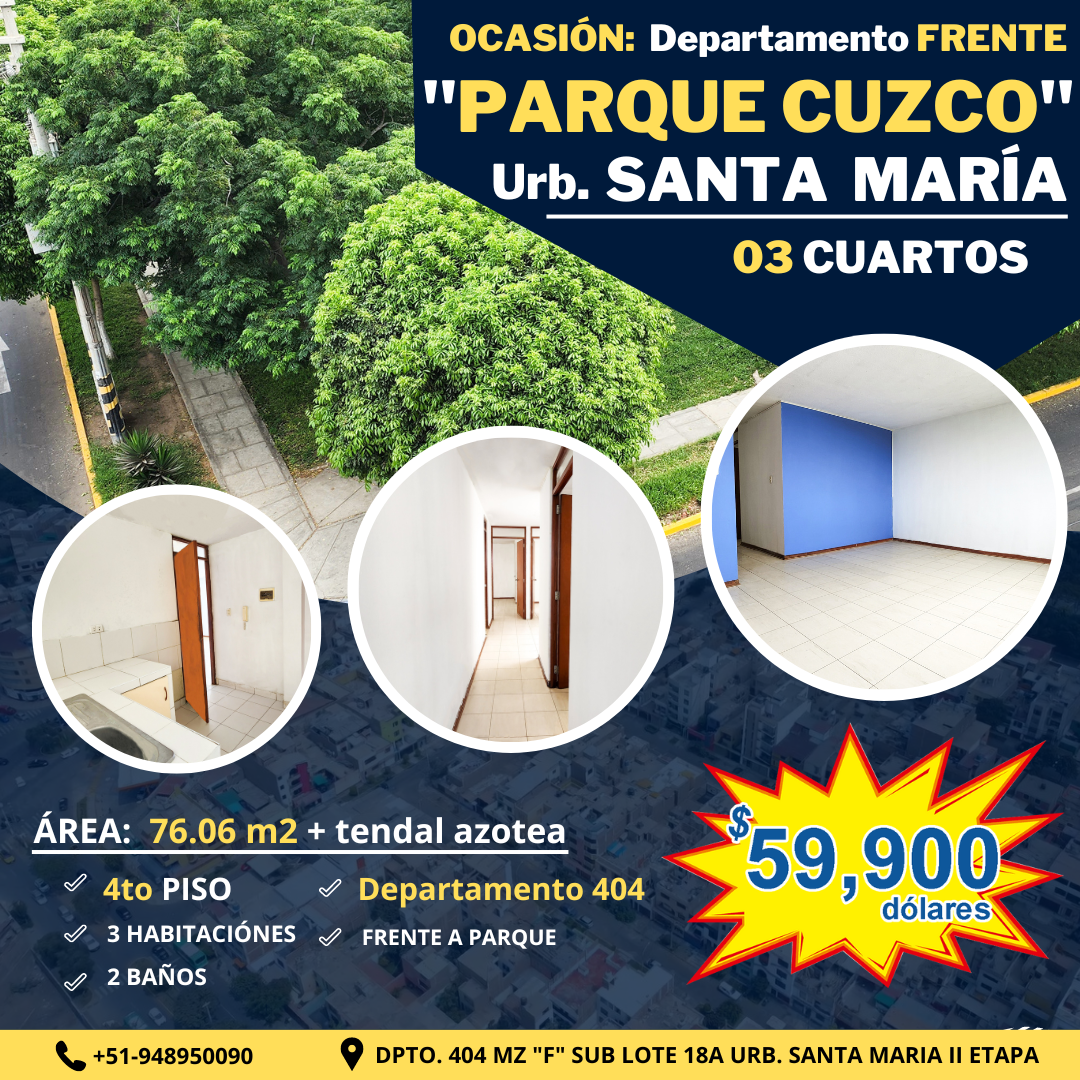 OCASIÓN: Departamento FRENTE
"PARQUE CUZCO"
Urb. SANTA MARÍA
03 CUARTOS
ÁREA: 76.06 m2 + tendal azotea
4to PISO
Departamento 404
3 HABITACIÓNES
FRENTE A PARQUE
2 BAÑOS
$59,900
dólares
+51-948950090
DPTO. 404 MZ "F" SUB LOTE 18A URB. SANTA MARIA II ETAPA